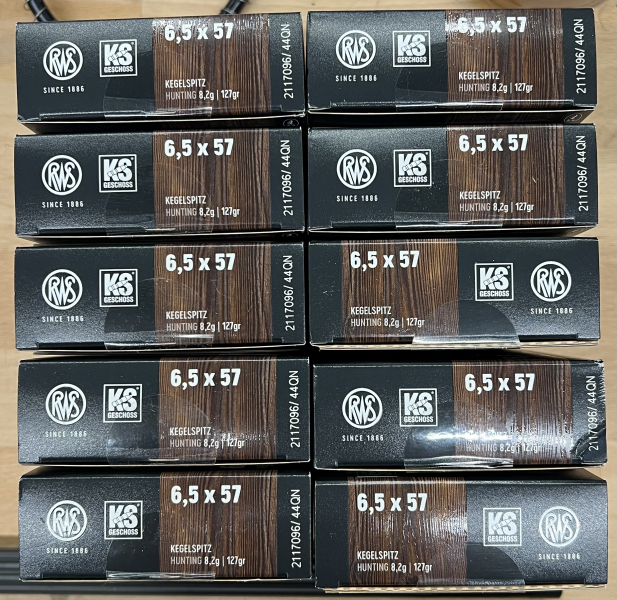 RWS
SINCE 1886
KS
GESCHOSS
6,5 x 57
KEGELSPITZ
HUNTING 8,2g | 127gr
2117096/ 44QN
RWS
SINCE 1886
KS
GESCHOSS
6,5 x 57
KEGELSPITZ
HUNTING 8,2g | 127gr
2117096/ 44QN
RWS
SINCE 1886
KS
GESCHOSS
6,5 x 57
KEGELSPITZ
HUNTING 8,2g | 127gr
2117096/ 44QN
RWS
SINCE 1886
KS
GESCHOSS
6,5 x 57
KEGELSPITZ
HUNTING 8,2g | 127gr
2117096/ 44QN
RWS
SINCE 1886
KS
GESCHOSS
6,5 x 57
KEGELSPITZ
HUNTING 8,2g | 127gr
2117096/ 44QN
6,5 x 57
KEGELSPITZ
HUNTING 8,2g | 127gr
KS
GESCHOSS
RWS
SINCE 1886
RWS
SINCE 1886
KS
GESCHOSS
6,5 x 57
KEGELSPITZ
HUNTING 8,2g | 127gr
2117096/ 44QN
RWS
SINCE 1886
KS
GESCHOSS
6,5 x 57
HUNTING 8,2g | 127gr
2117096/ 44QN
RWS
SINCE 1886
KS
GESCHOSS
6,5 x 57
KEGELSPITZ
HUNTING 8,2g | 127gr
2117096/ 44QN
6,5 x 57
KEGELSPITZ
HUNTING 8,2g | 127gr
KS
GESCHOSS
RWS
SINCE 1886